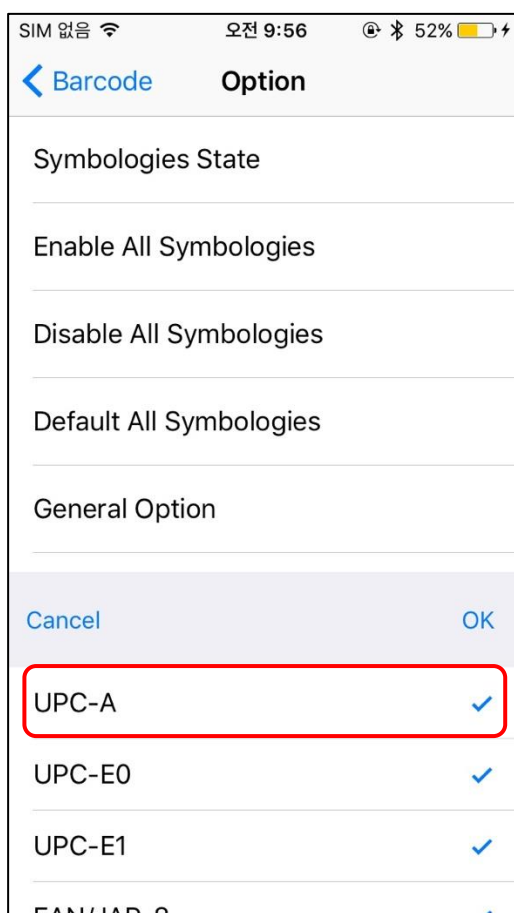 SIM 없음 오전 9:56 52%
Barcode Option
Symbologies State
Enable All Symbologies
Disable All Symbologies
Default All Symbologies
General Option
Cancel OK
UPC-A
UPC-E0
UPC-E1